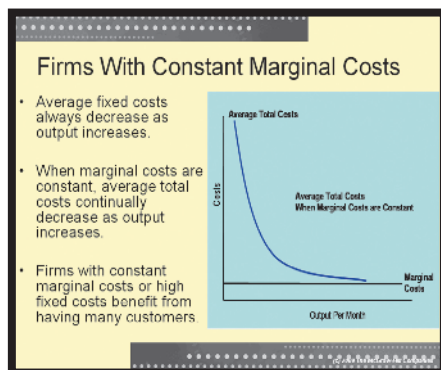 Firms With Constant Marginal Costs
• Average fixed costs
always decrease as
output increases.
• When marginal costs are
constant, average total
costs continually
decrease as output
increases.
• Firms with constant
marginal costs or high
fixed costs benefit from
having many customers.
Average Total Costs
Costs
Average Total Costs
When Marginal Costs are Constant
Marginal
Costs
Output Per Month